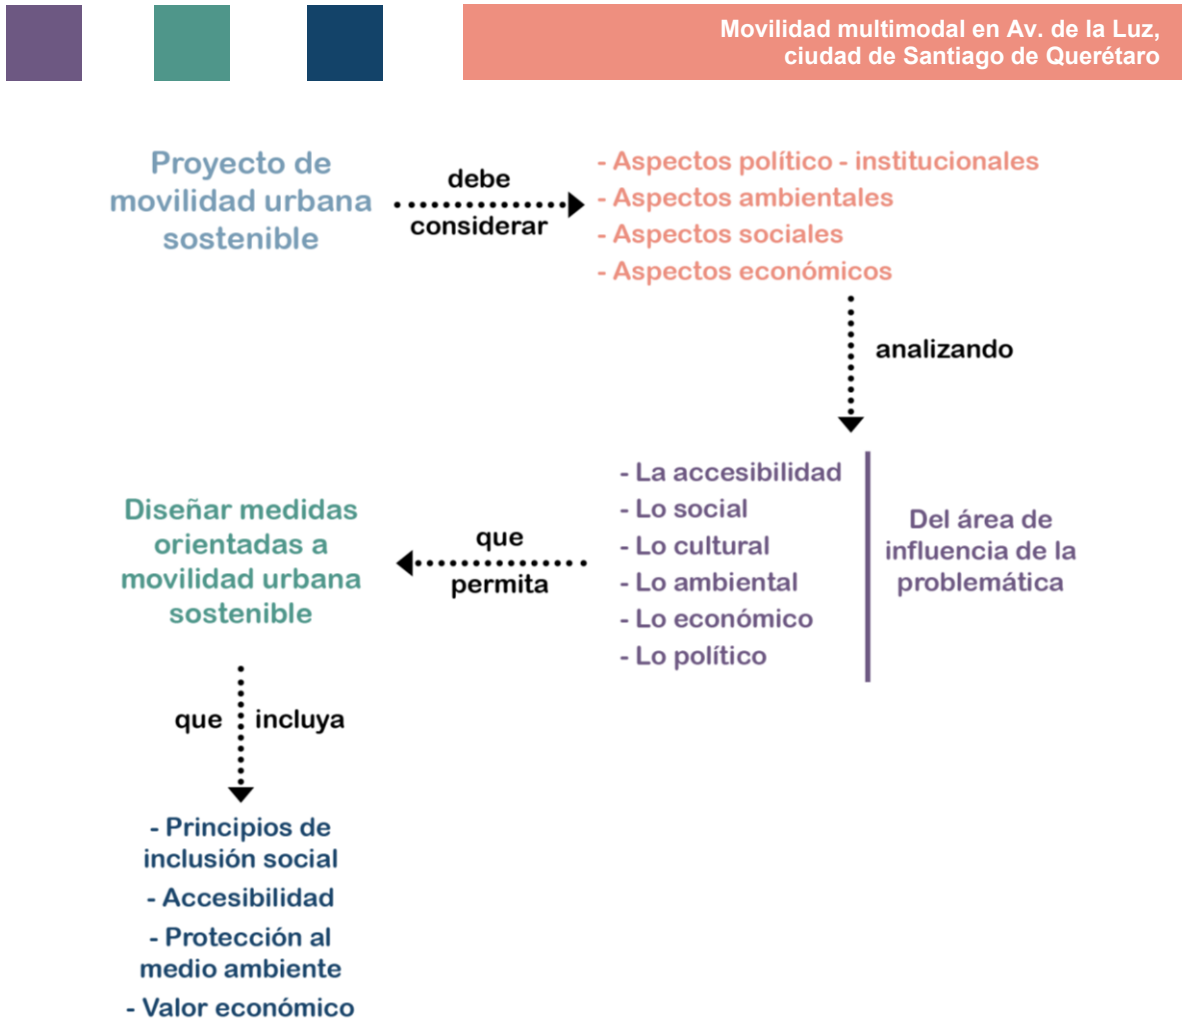 Movilidad multimodal en Av. de la Luz,
ciudad de Santiago de Querétaro
Proyecto de
movilidad urbana
sostenible
debe
considerar
- Aspectos político - institucionales
- Aspectos ambientales
- Aspectos sociales
- Aspectos económicos
analizando
- La accesibilidad
- Lo social
- Lo cultural
- Lo ambiental
- Lo económico
- Lo político
Del área de
influencia de la
problemática
que
permita
Diseñar medidas
orientadas a
movilidad urbana
sostenible
que incluya
- Principios de
inclusión social
- Accesibilidad
- Protección al
medio ambiente
- Valor económico